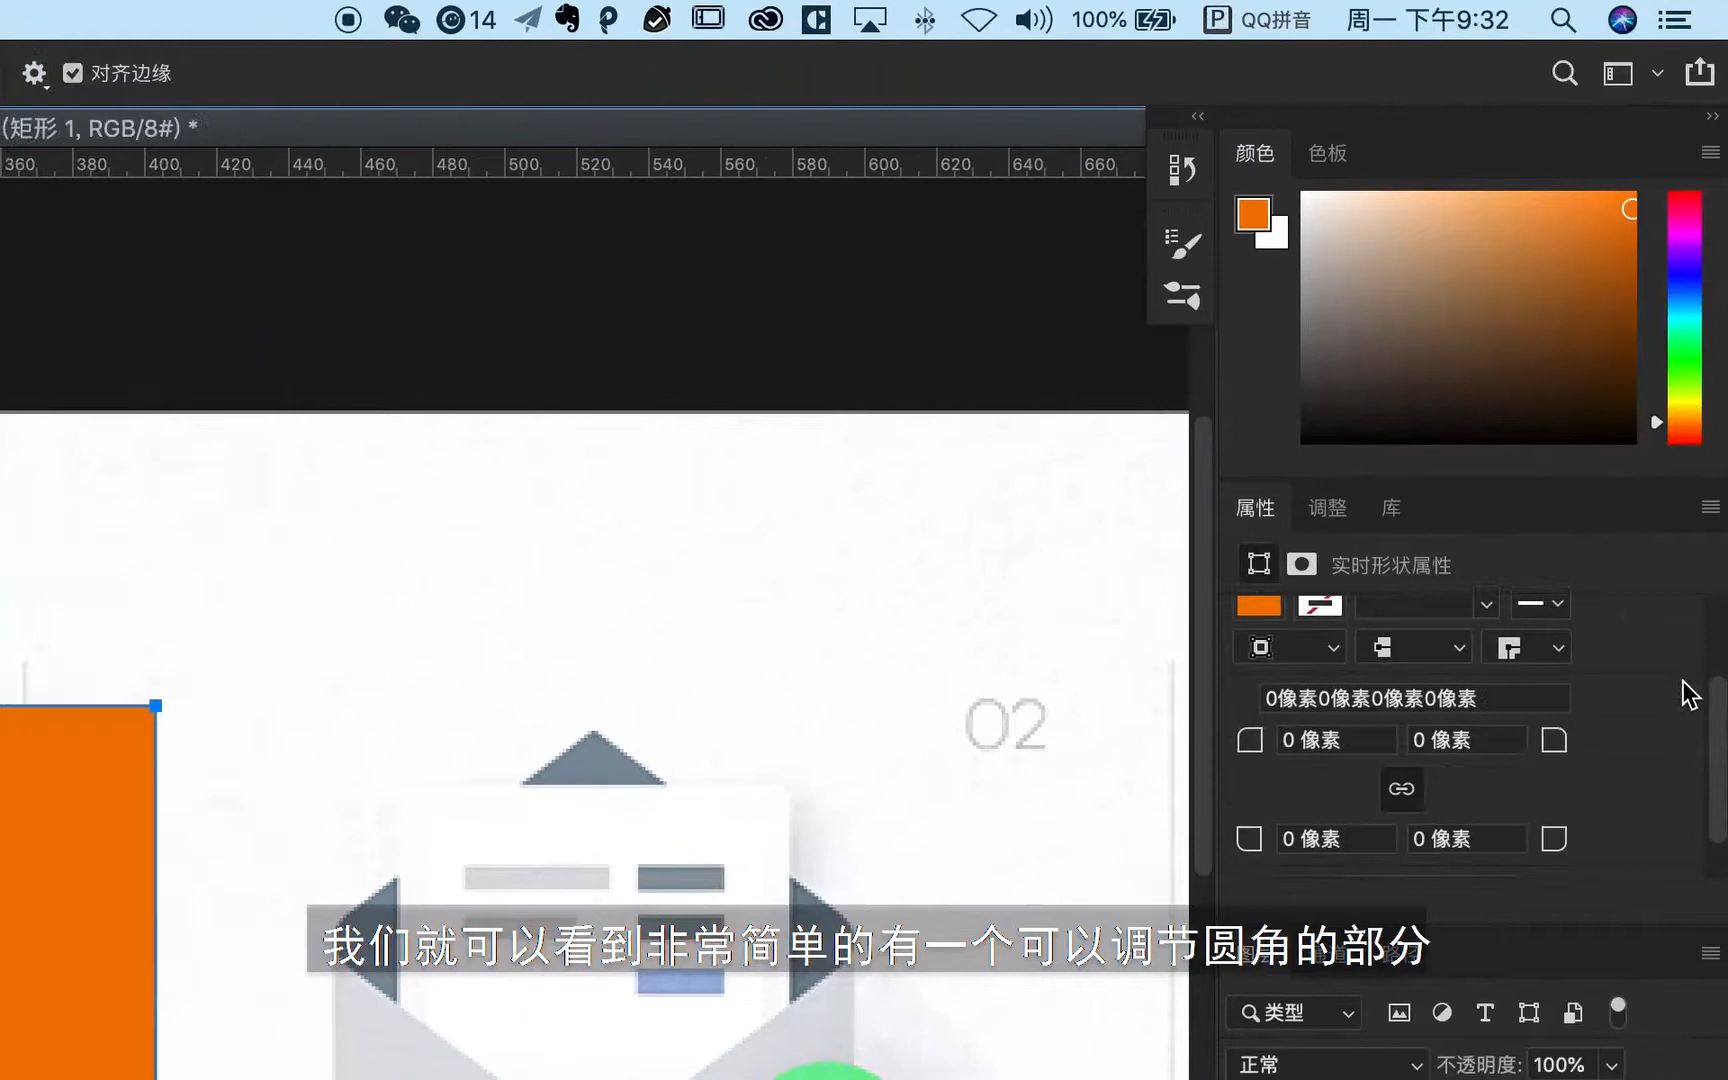 14
100%
QQ拼音
周一 下午9:32
对齐边缘
(矩形 1, RGB/8#) *
360 380 400 420 440 460 480 500 520 540 560 580 600 620 640 660
颜色 色板
属性 调整 库
实时形状属性
0像素0像素0像素0像素
0 像素 0 像素
0 像素 0 像素
02
我们就可以看到非常简单的有一个可以调节圆角的部分
类型
正常 不透明度: 100%